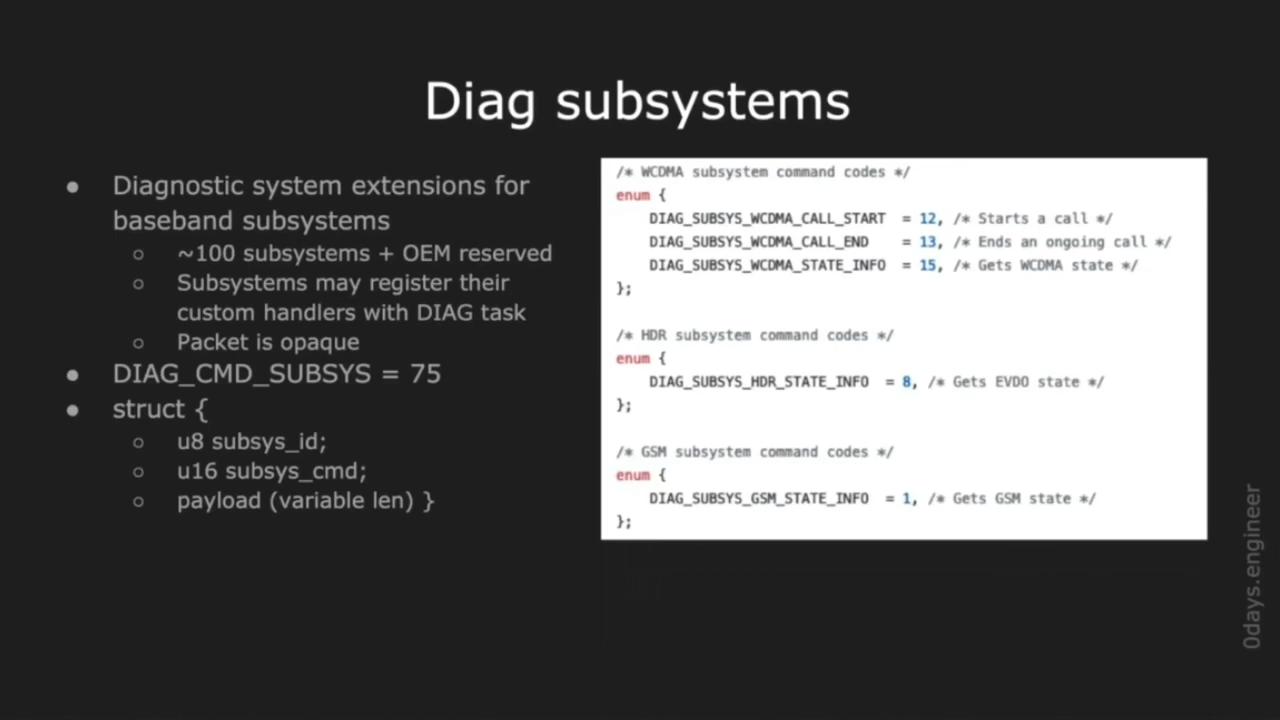 Diag subsystems
● Diagnostic system extensions for
baseband subsystems
○ ~100 subsystems + OEM reserved
○ Subsystems may register their
custom handlers with DIAG task
○ Packet is opaque
● DIAG_CMD_SUBSYS = 75
● struct {
○ u8 subsys_id;
○ u16 subsys_cmd;
○ payload (variable len) }
/* WCDMA subsystem command codes */
enum {
    DIAG_SUBSYS_WCDMA_CALL_START  = 12, /* Starts a call */
    DIAG_SUBSYS_WCDMA_CALL_END    = 13, /* Ends an ongoing call */
    DIAG_SUBSYS_WCDMA_STATE_INFO  = 15, /* Gets WCDMA state */
};
/* HDR subsystem command codes */
enum {
    DIAG_SUBSYS_HDR_STATE_INFO  = 8, /* Gets EVDO state */
};
/* GSM subsystem command codes */
enum {
    DIAG_SUBSYS_GSM_STATE_INFO  = 1, /* Gets GSM state */
};
0days.engineer